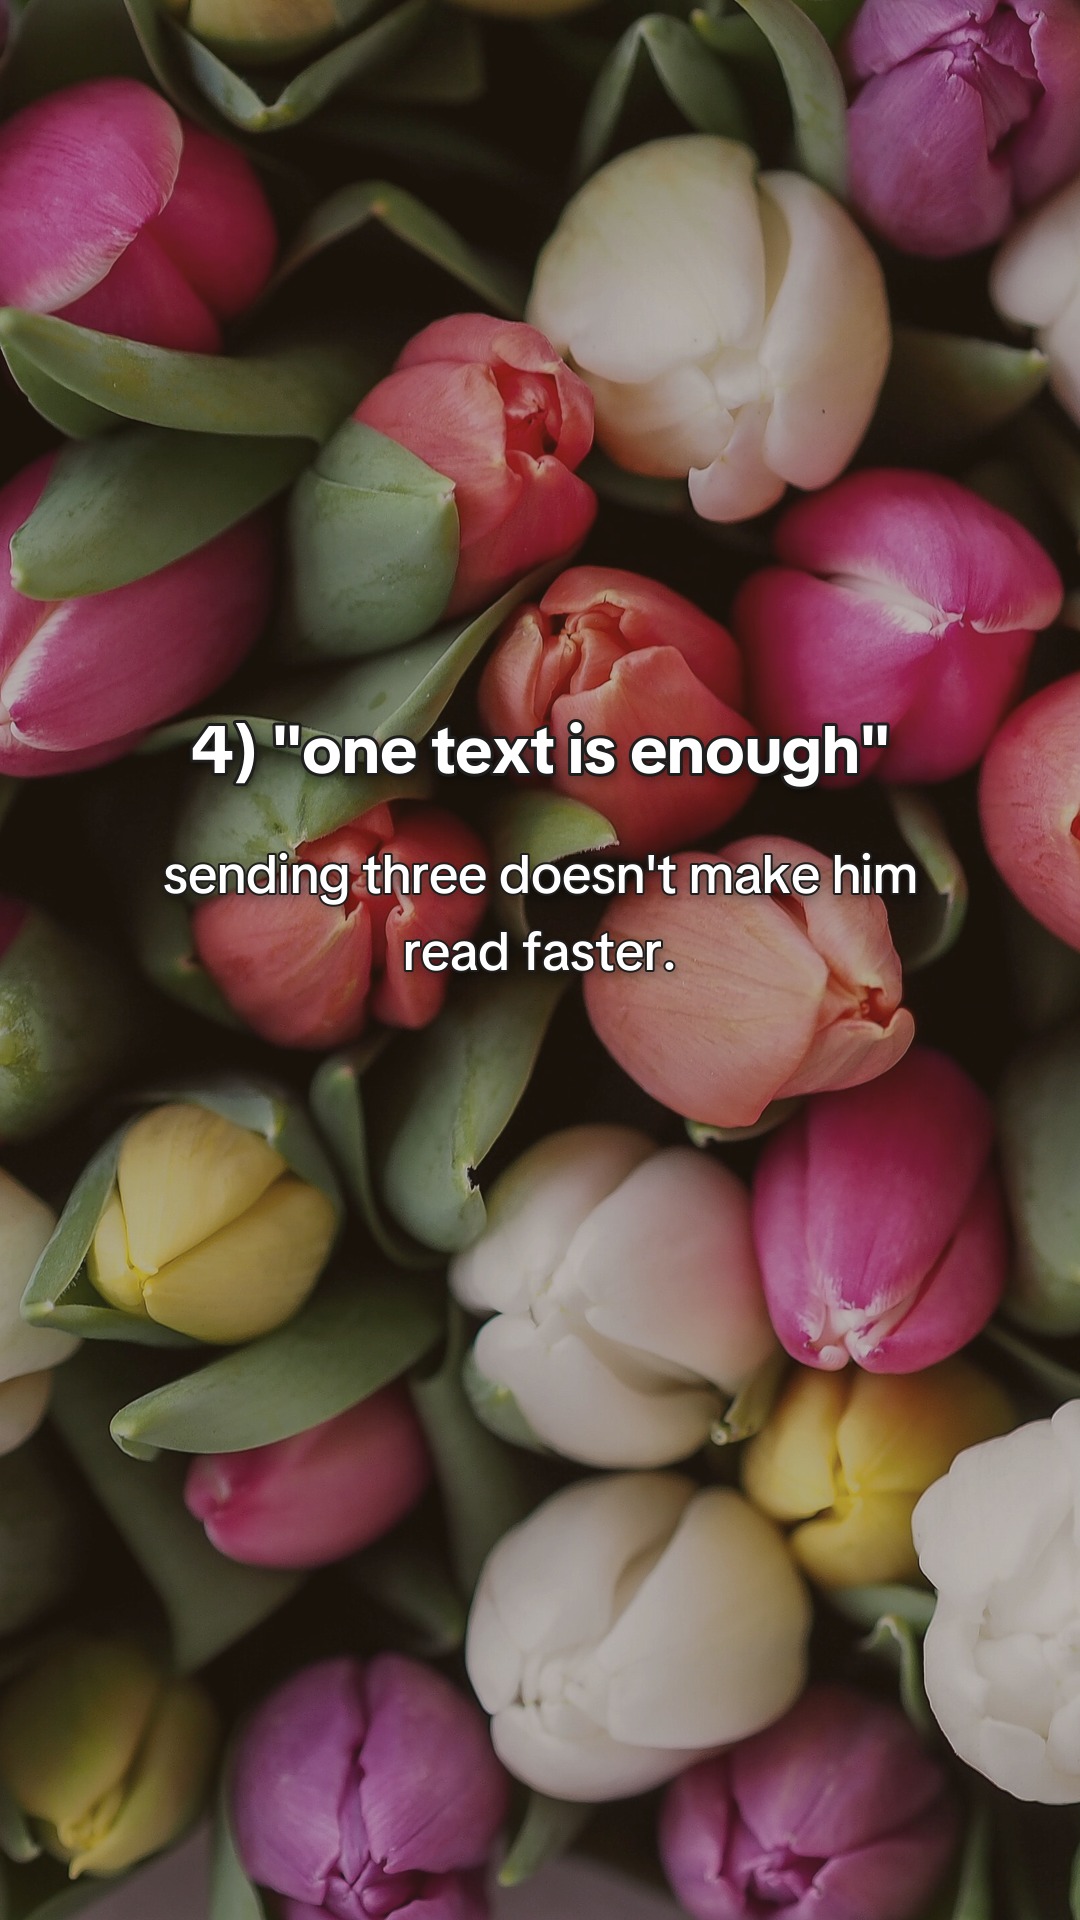 4) "one text is enough"
sending three doesn't make him
read faster.